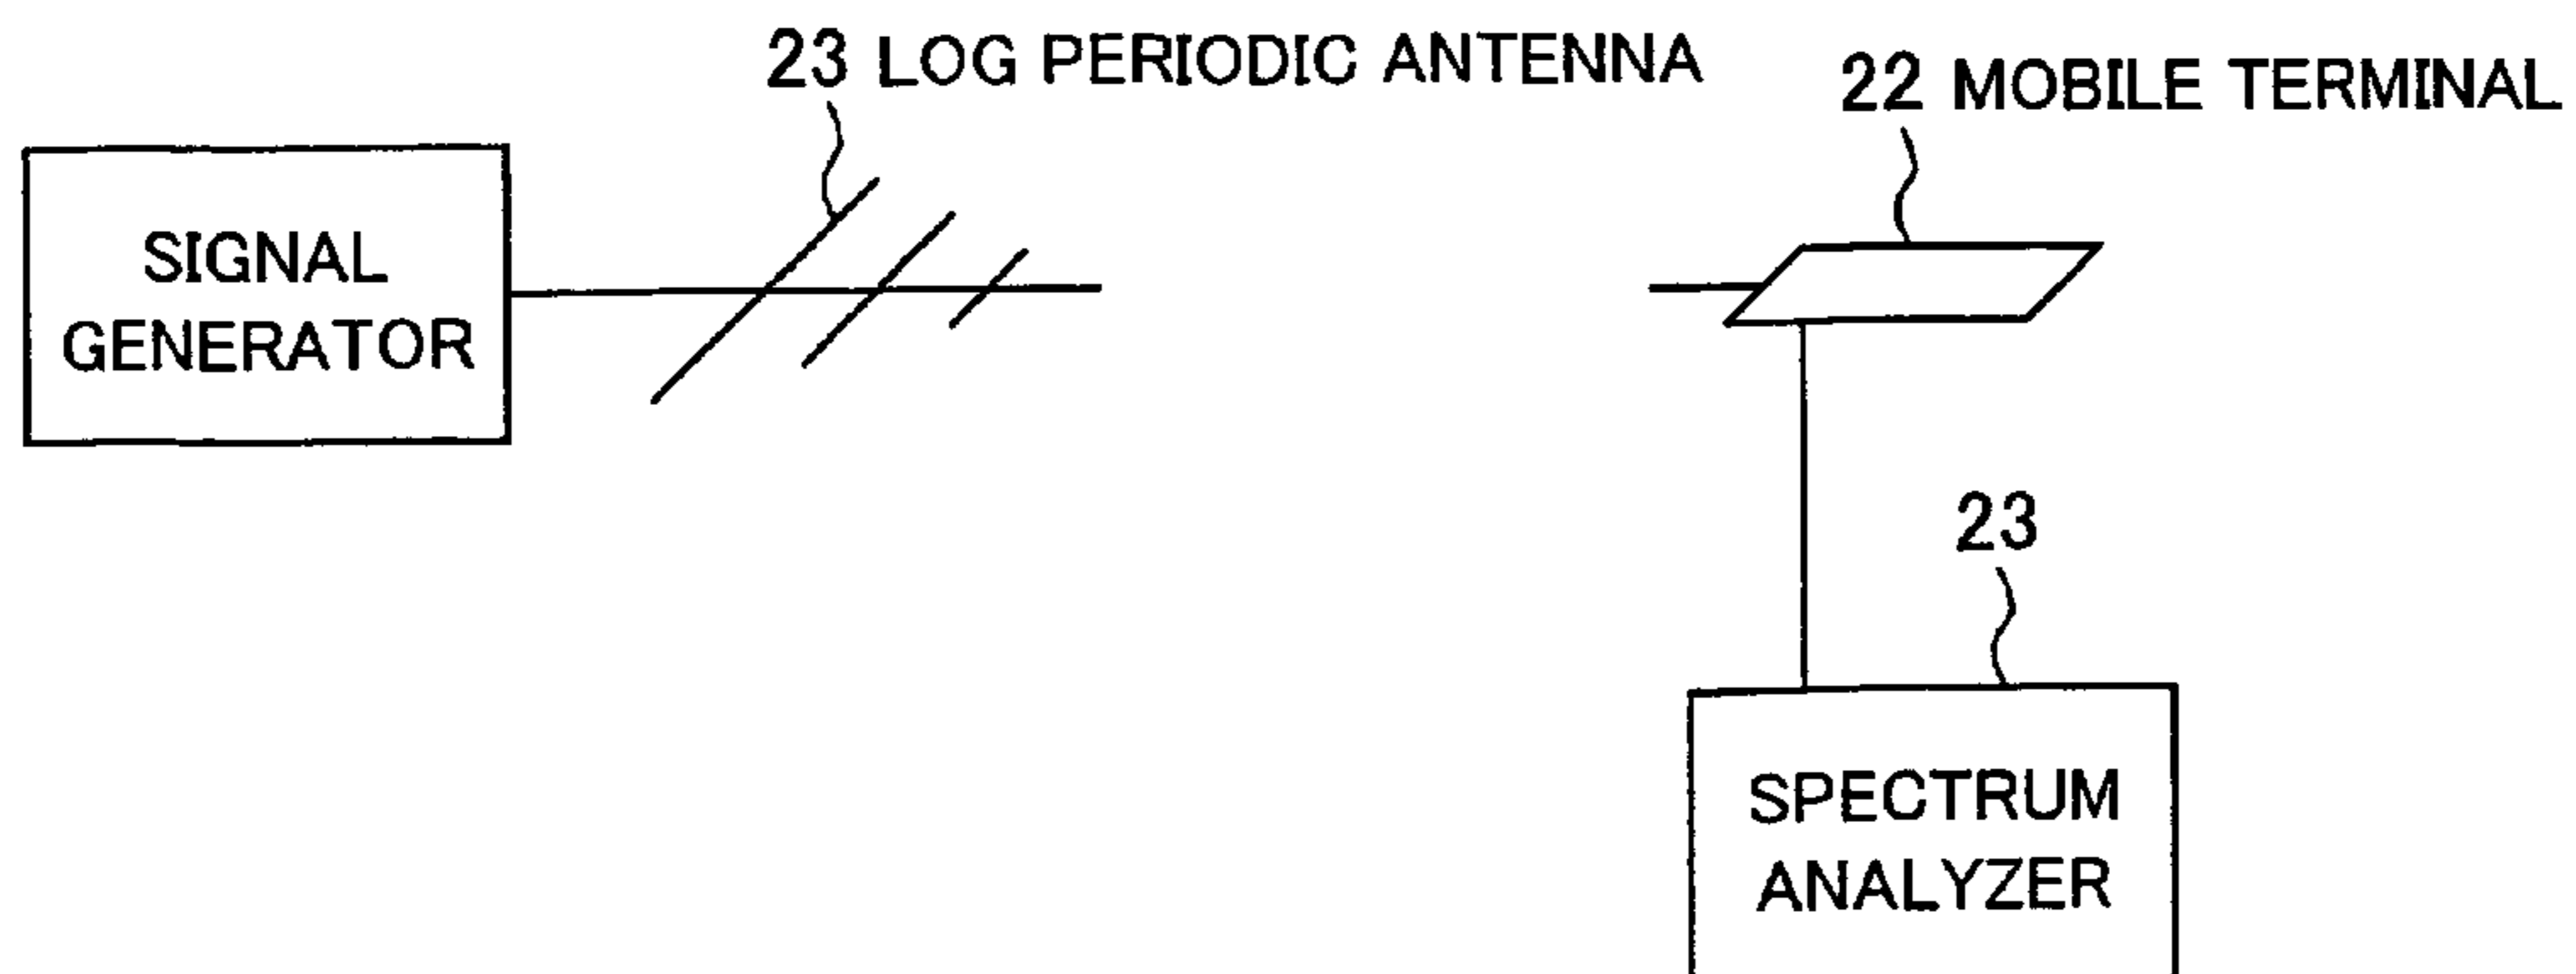 23 LOG PERIODIC ANTENNA
22 MOBILE TERMINAL
SIGNAL
GENERATOR
23
SPECTRUM
ANALYZER